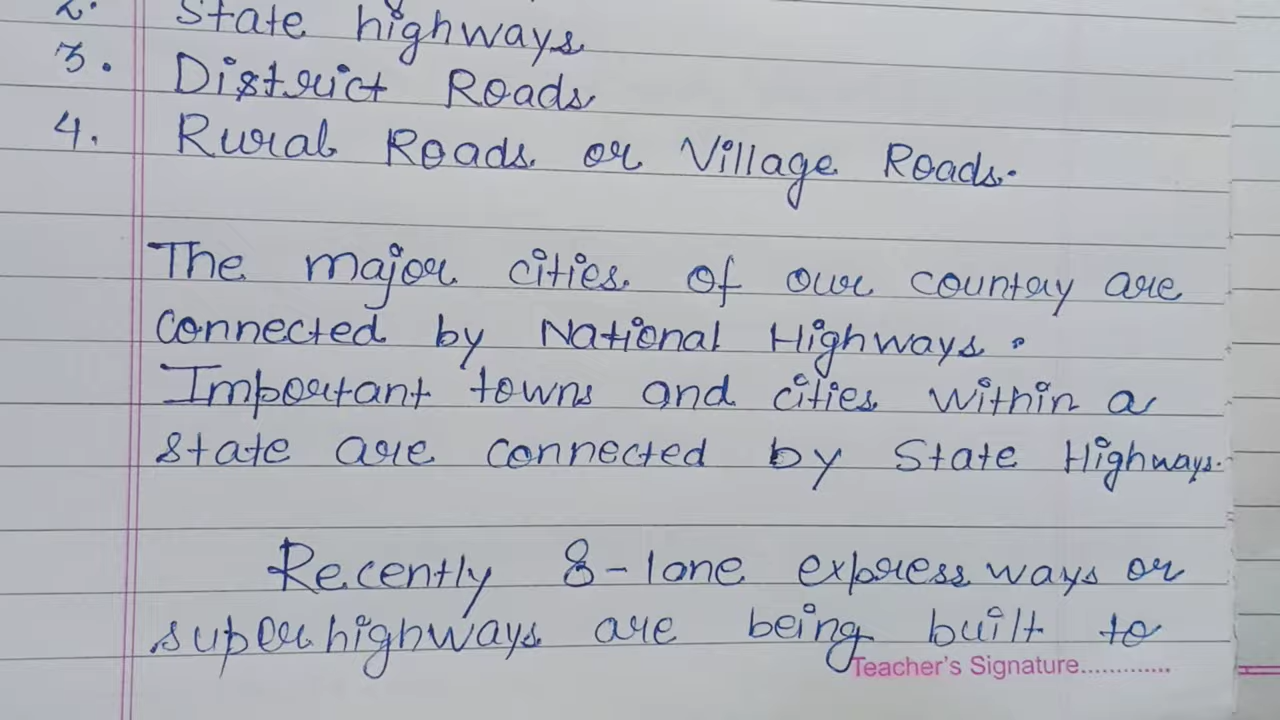 2. State highways
3. District Roads
4. Rural Roads or Village Roads.
The major cities of our country are
connected by National Highways.
Important towns and cities within a
state are connected by State Highways.
Recently 8-lane express ways or
superhighways are being built to
Teacher's Signature.............